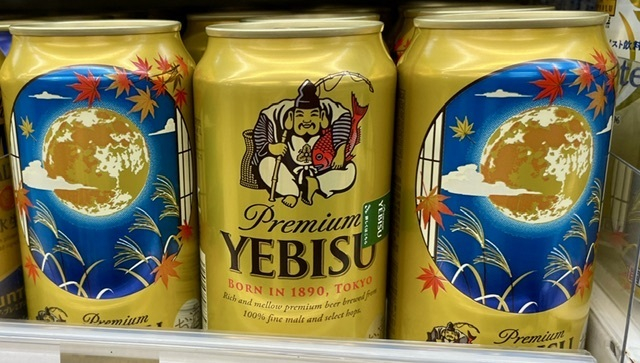 Premium
YEBISU
BORN IN 1890, TOKYO
Rich and mellow premium beer brewed from
100% fine malt and select hops.
YEBISU
Premium
Premium